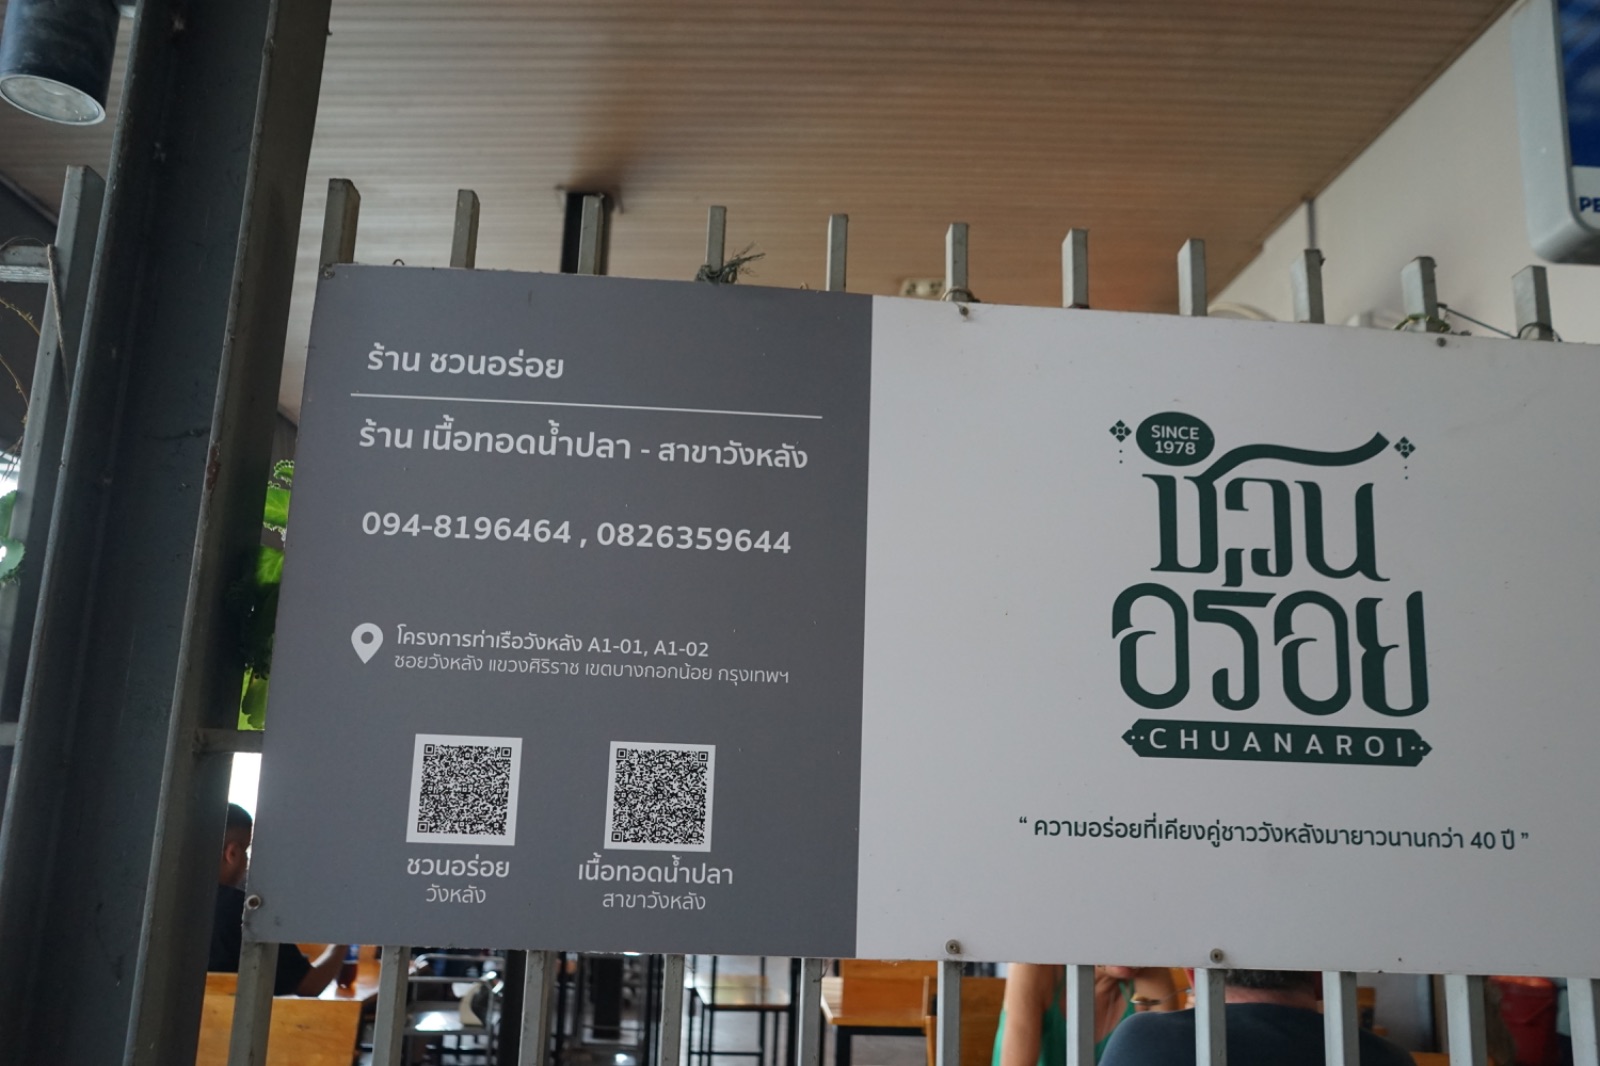 ร้าน ชวนอร่อย
ร้าน เนื้อทอดน้ำปลา - สาขาวังหลัง
094-8196464 , 0826359644
โครงการท่าเรือวังหลัง A1-01, A1-02
ซอยวังหลัง แขวงศิริราช เขตบางกอกน้อย กรุงเทพฯ
ชวนอร่อย
วังหลัง
เนื้อทอดน้ำปลา
สาขาวังหลัง
SINCE
1978
ชวน
อร่อย
CHUANAROI
“ ความอร่อยที่เคียงคู่ชาววังหลังมายาวนานกว่า 40 ปี ”